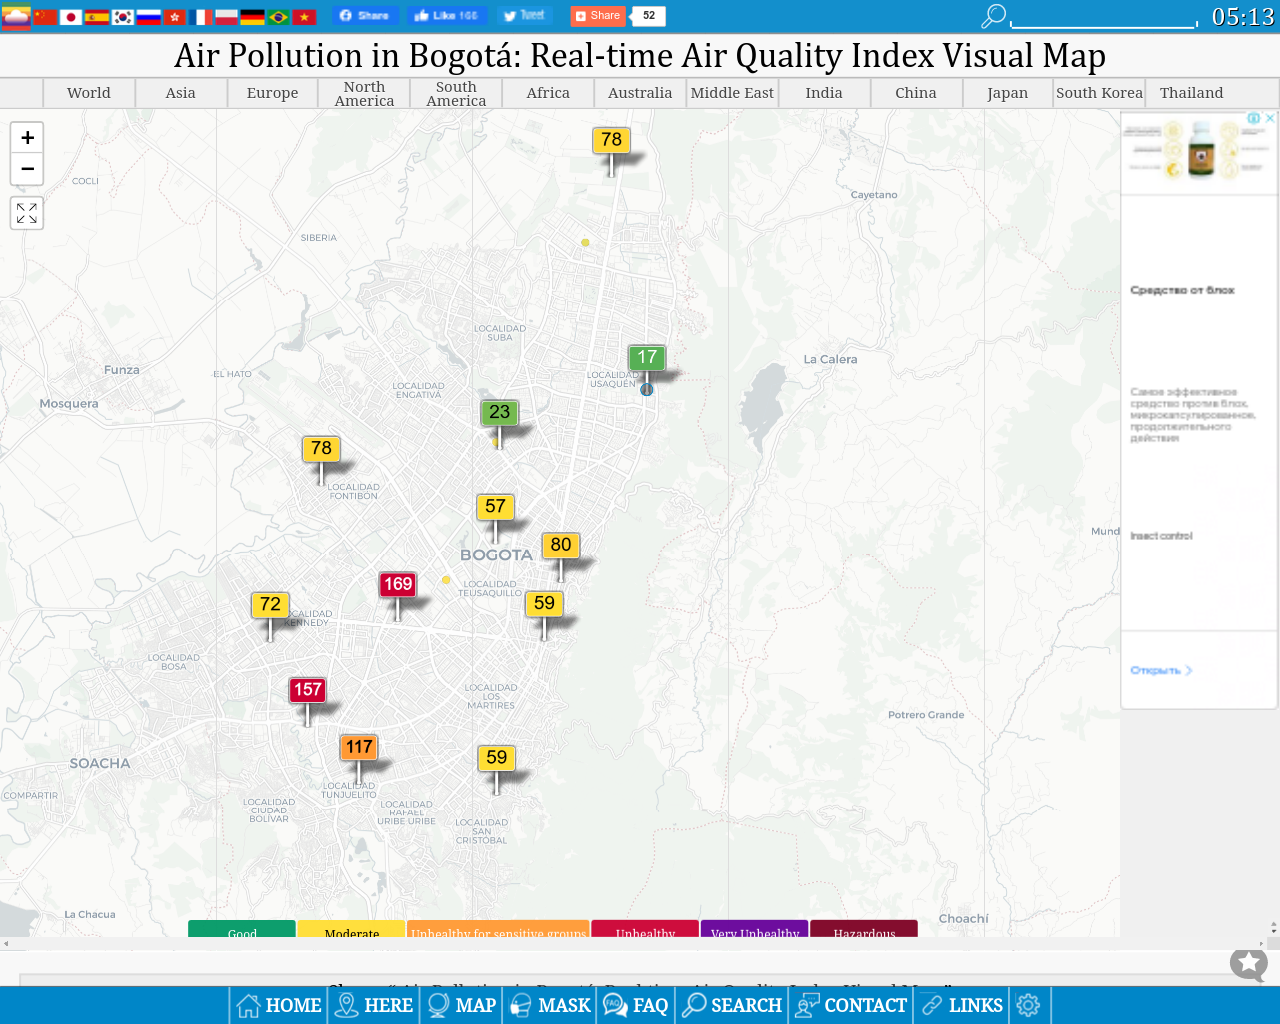 Share
Like 166
Tweet
Share
52
05:13
Air Pollution in Bogotá: Real-time Air Quality Index Visual Map
World
Asia
Europe
North
America
South
America
Africa
Australia
Middle East
India
China
Japan
South Korea
Thailand
+
−
78
COCLI
Cayetano
SIBERIA
LOCALIDAD
SUBA
17
La Calera
Funza
EL HATO
LOCALIDAD
USAQUÉN
LOCALIDAD
ENGATIVA
Mosquera
23
78
LOCALIDAD
FONTIBÓN
57
80
BOGOTA
Mund
169
LOCALIDAD
TEUSAQUILLO
72
59
CALIDAD
KENNEDY
LOCALIDAD
BOSA
157
LOCALIDAD
LOS
MÁRTIRES
Potrero Grande
117
59
SOACHA
LOCALIDAD
TUNJUELITO
COMPARTIR
LOCALIDAD
CIUDAD
BOLÍVAR
LOCALIDAD
RAFAEL
URIBE URIBE
LOCALIDAD
SAN
CRISTOBAL
La Chacua
Choachí
Средство от блох
Самое эффективное
средство против блох,
микрокапсулированное,
продолжительного
действия
Insect control
Открыть
Good
Moderate
Unhealthy for sensitive groups
Unhealthy
Very Unhealthy
Hazardous
HOME
HERE
MAP
MASK
FAQ
FAQ
SEARCH
CONTACT
LINKS